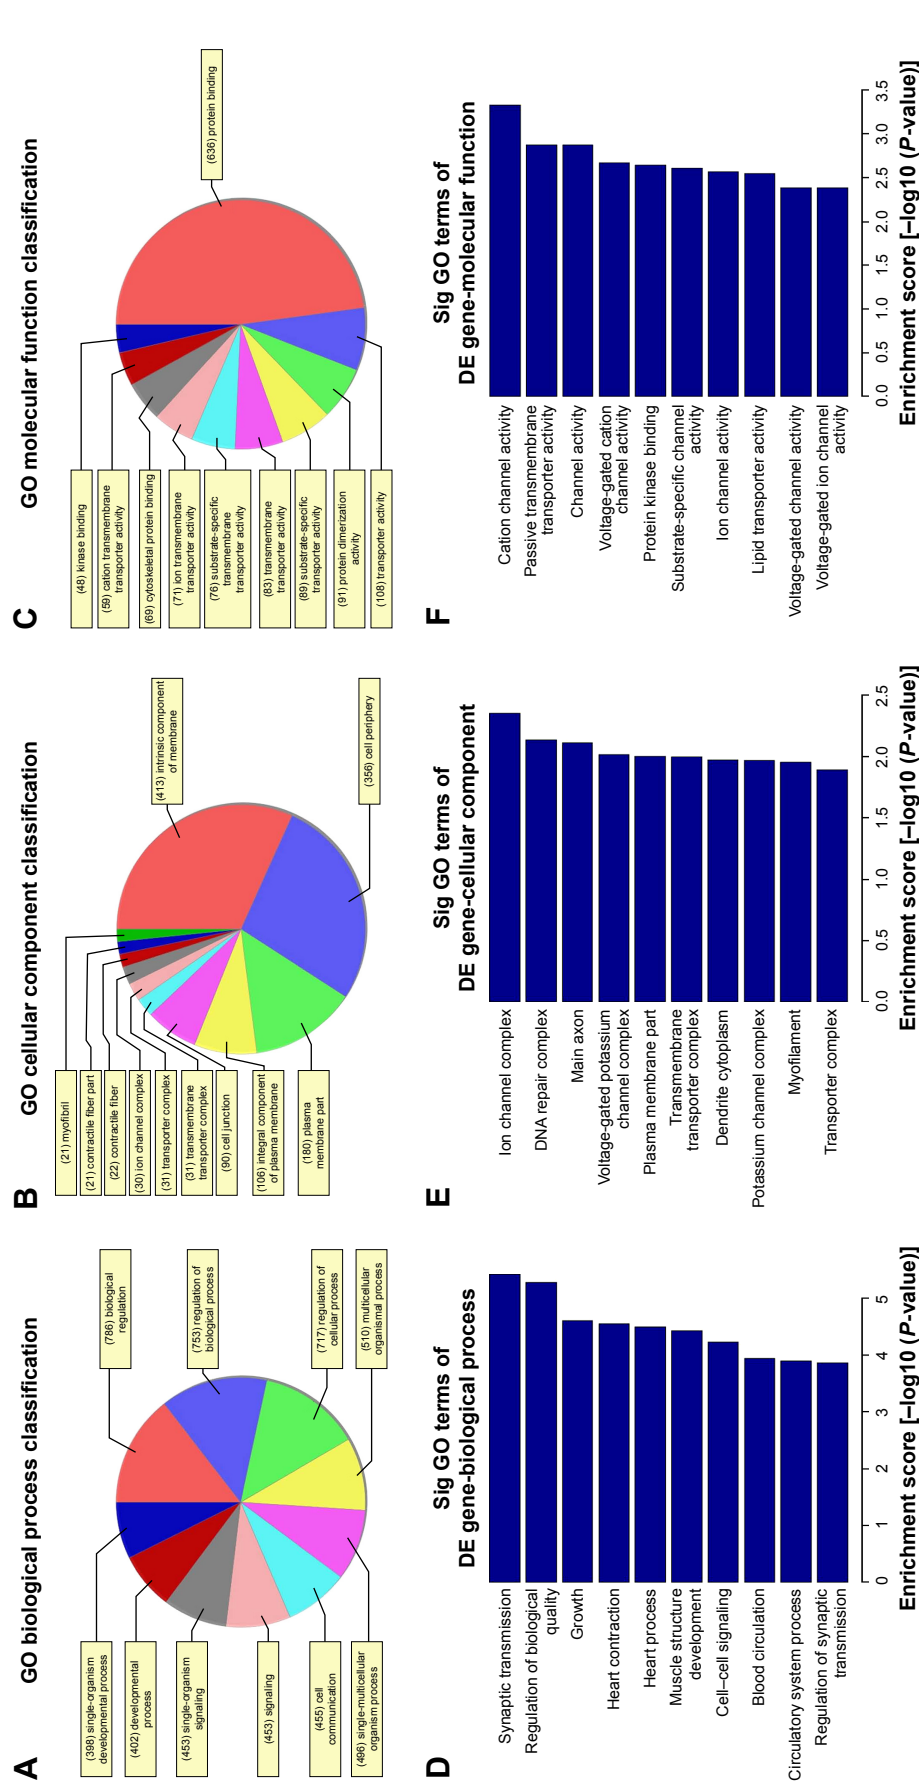 A
GO biological process classification
(786) biological
regulation
(753) regulation of
biological process
(717) regulation of
cellular process
(510) multicellular
organismal process
(398) single-organism
developmental process
(402) developmental
process
(453) single-organism
signaling
(453) signaling
(455) cell
communication
(496) single-multicellular
organism process
B
GO cellular component classification
(413) intrinsic component
of membrane
(356) cell periphery
(21) myofibril
(21) contractile fiber part
(22) contractile fiber
(30) ion channel complex
(31) transporter complex
(31) transmembrane
transporter complex
(90) cell junction
(106) integral component
of plasma membrane
(180) plasma
membrane part
C
GO molecular function classification
(636) protein binding
(48) kinase binding
(59) cation transmembrane
transporter activity
(69) cytoskeletal protein binding
(71) ion transmembrane
transporter activity
(76) substrate-specific
transmembrane
transporter activity
(83) transmembrane
transporter activity
(89) substrate-specific
transporter activity
(91) protein dimerization
activity
(108) transporter activity
D
Sig GO terms of
DE gene-biological process
Synaptic transmission
Regulation of biological
quality
Growth
Heart contraction
Heart process
Muscle structure
development
Cell–cell signaling
Blood circulation
Circulatory system process
Regulation of synaptic
transmission
0 1 2 3 4 5
Enrichment score [−log10 (P-value)]
E
Sig GO terms of
DE gene-cellular component
Ion channel complex
DNA repair complex
Main axon
Voltage-gated potassium
channel complex
Plasma membrane part
Transmembrane
transporter complex
Dendrite cytoplasm
Potassium channel complex
Myofilament
Transporter complex
0.0 0.5 1.0 1.5 2.0 2.5
Enrichment score [−log10 (P-value)]
F
Sig GO terms of
DE gene-molecular function
Cation channel activity
Passive transmembrane
transporter activity
Channel activity
Voltage-gated cation
channel activity
Protein kinase binding
Substrate-specific channel
activity
Ion channel activity
Lipid transporter activity
Voltage-gated channel activity
Voltage-gated ion channel
activity
0.0 0.5 1.0 1.5 2.0 2.5 3.0 3.5
Enrichment score [−log10 (P-value)]